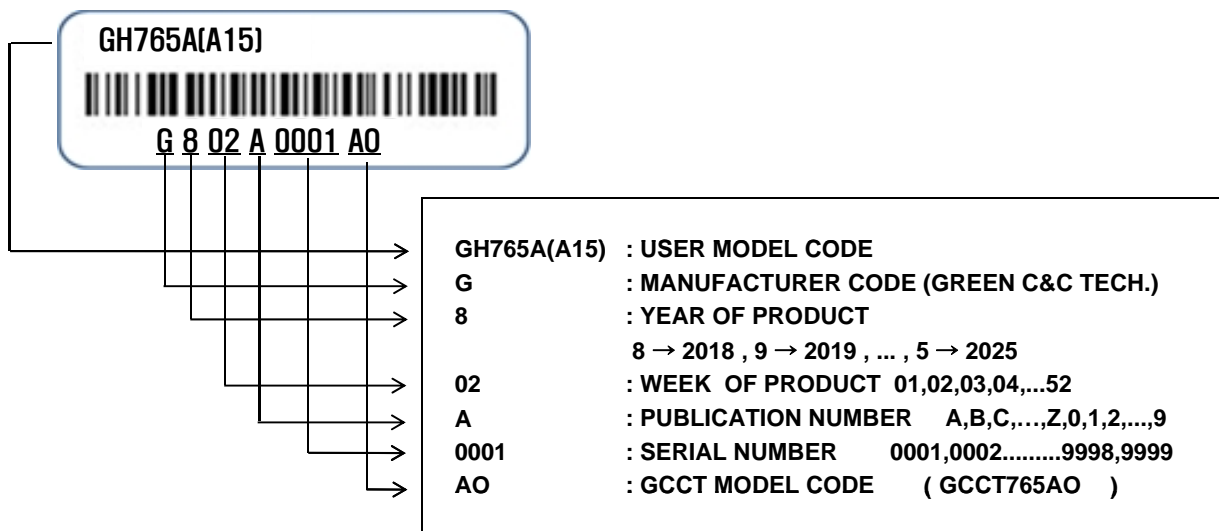 GH765A(A15)
G 8 02 A 0001 AO
GH765A(A15) : USER MODEL CODE
G : MANUFACTURER CODE (GREEN C&C TECH.)
8 : YEAR OF PRODUCT
8 → 2018 , 9 → 2019 , ... , 5 → 2025
02 : WEEK OF PRODUCT 01,02,03,04,...52
A : PUBLICATION NUMBER A,B,C,...,Z,0,1,2,...,9
0001 : SERIAL NUMBER 0001,0002.........9998,9999
AO : GCCT MODEL CODE ( GCCT765AO )